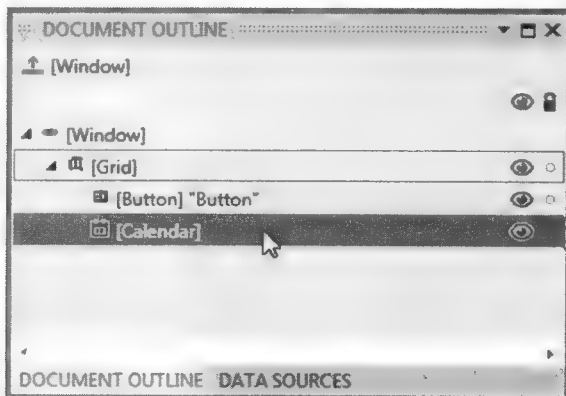 DOCUMENT OUTLINE
[Window]
[Window]
[Grid]
[Button] "Button"
[Calendar]
DOCUMENT OUTLINE DATA SOURCES